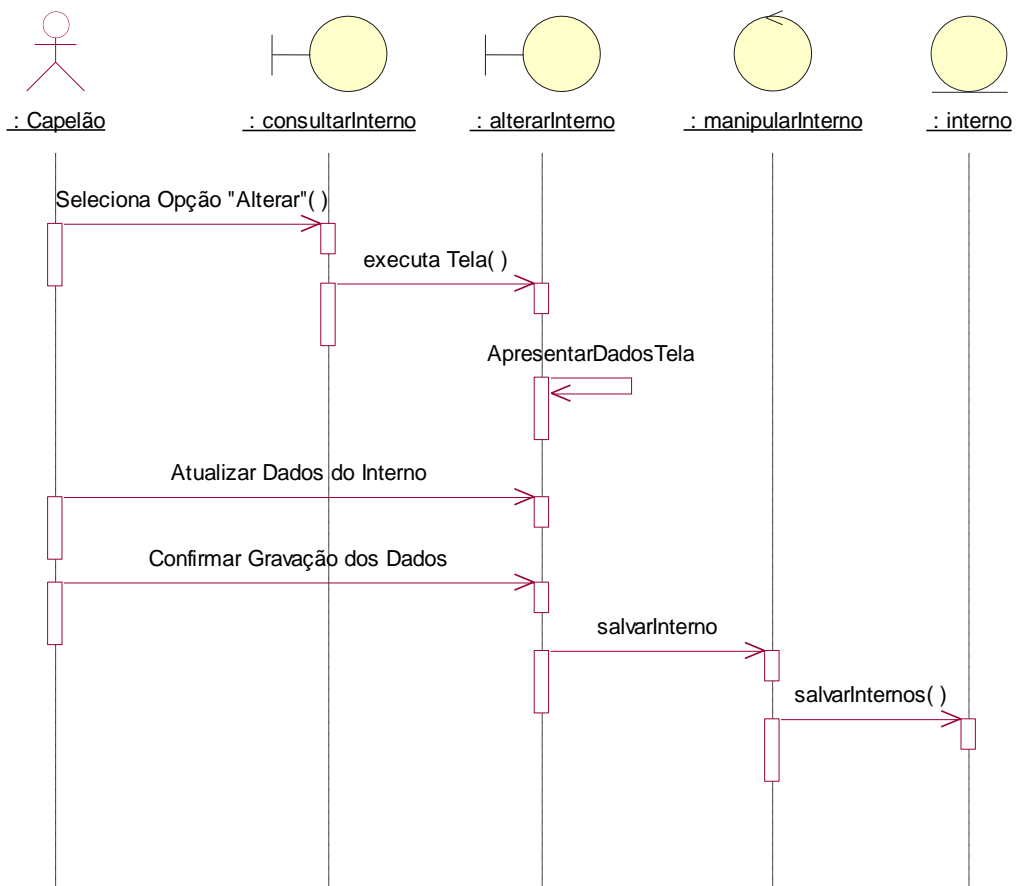 : Capelão
: consultarInterno
: alterarInterno
: manipularInterno
: interno
Seleciona Opção "Alterar"( )
executa Tela( )
ApresentarDadosTela
Atualizar Dados do Interno
Confirmar Gravação dos Dados
salvarInterno
salvarInternos( )